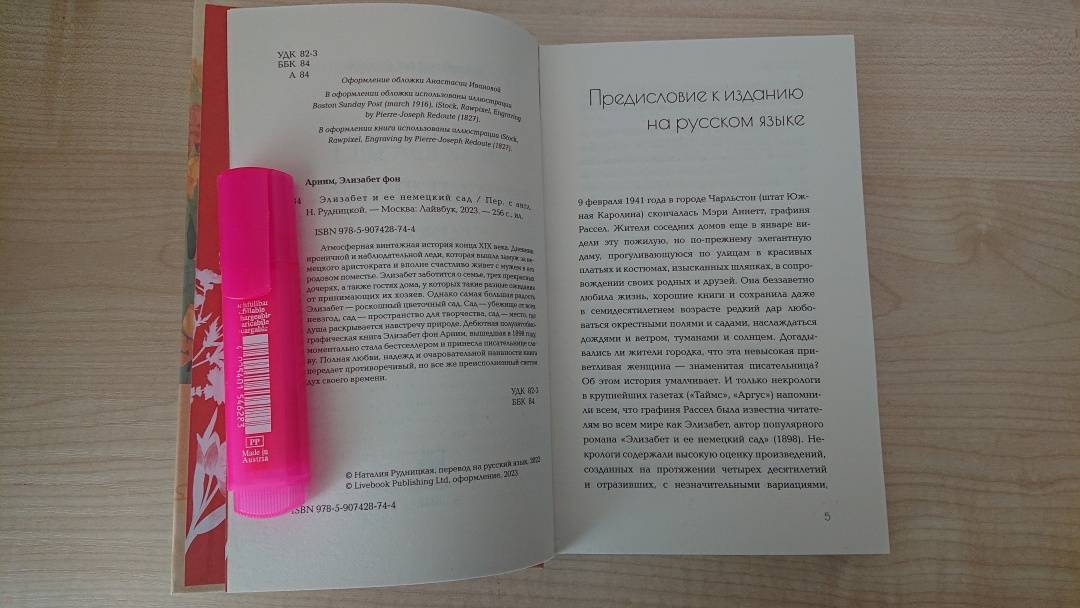 УДК 82-3
ББК 84
А 84
Оформление обложки Анастасии Ивановой
В оформлении обложки использованы иллюстрации
Boston Sunday Post (march 1916), iStock, Rawpixel, Engraving
by Pierre-Joseph Redoute (1827).
В оформлении книги использованы иллюстрации iStock,
Rawpixel, Engraving by Pierre-Joseph Redoute (1827).
Арним, Элизабет фон
Элизабет и ее немецкий сад / Пер. с англ.
Н. Рудницкой. — Москва: Лайвбук, 2023. — 256 с., ил.
ISBN 978-5-907428-74-4
Атмосферная винтажная история конца XIX века. Дневник
ироничной и наблюдательной леди, которая вышла замуж за не-
мецкого аристократа и вполне счастливо живет с мужем в его
родовом поместье. Элизабет заботится о семье, трех прекрасных
дочерях, а также гостях дома, у которых такие разные ожидания
от принимающих их хозяев. Однако самая большая радость
Элизабет — роскошный цветочный сад. Сад — убежище от всех
невзгод, сад — пространство для творчества, сад — место, где
душа раскрывается навстречу природе. Дебютная полуавтобио-
графическая книга Элизабет фон Арним, вышедшая в 1898 году,
моментально стала бестселлером и принесла писательнице сла-
ву. Полная любви, надежд и очаровательной наивности книга
передает противоречивый, но все же преисполненный светом
дух своего времени.
УДК 82-3
ББК 84
© Наталия Рудницкая, перевод на русский язык, 2022
© Livebook Publishing Ltd, оформление, 2023
ISBN 978-5-907428-74-4
4 004401 546283
PP
Made in
Austria
Предисловие к изданию
на русском языке
9 февраля 1941 года в городе Чарльстон (штат Юж-
ная Каролина) скончалась Мэри Аннетт, графиня
Рассел. Жители соседних домов еще в январе ви-
дели эту пожилую, но по-прежнему элегантную
даму, прогуливающуюся по улицам в красивых
платьях и костюмах, изысканных шляпках, в сопро-
вождении своих родных и друзей. Она беззаветно
любила жизнь, хорошие книги и сохранила даже
в семидесятилетнем возрасте редкий дар любо-
ваться окрестными полями и садами, наслаждаться
дождями и ветром, туманами и солнцем. Догады-
вались ли жители городка, что эта невысокая при-
ветливая женщина — знаменитая писательница?
Об этом история умалчивает. И только некрологи
в крупнейших газетах («Таймс», «Аргус») напомни-
ли всем, что графиня Рассел была известна читате-
лям во всем мире как Элизабет, автор популярного
романа «Элизабет и ее немецкий сад» (1898). Не-
крологи содержали высокую оценку произведений,
созданных на протяжении четырех десятилетий
и отразивших, с незначительными вариациями,
5